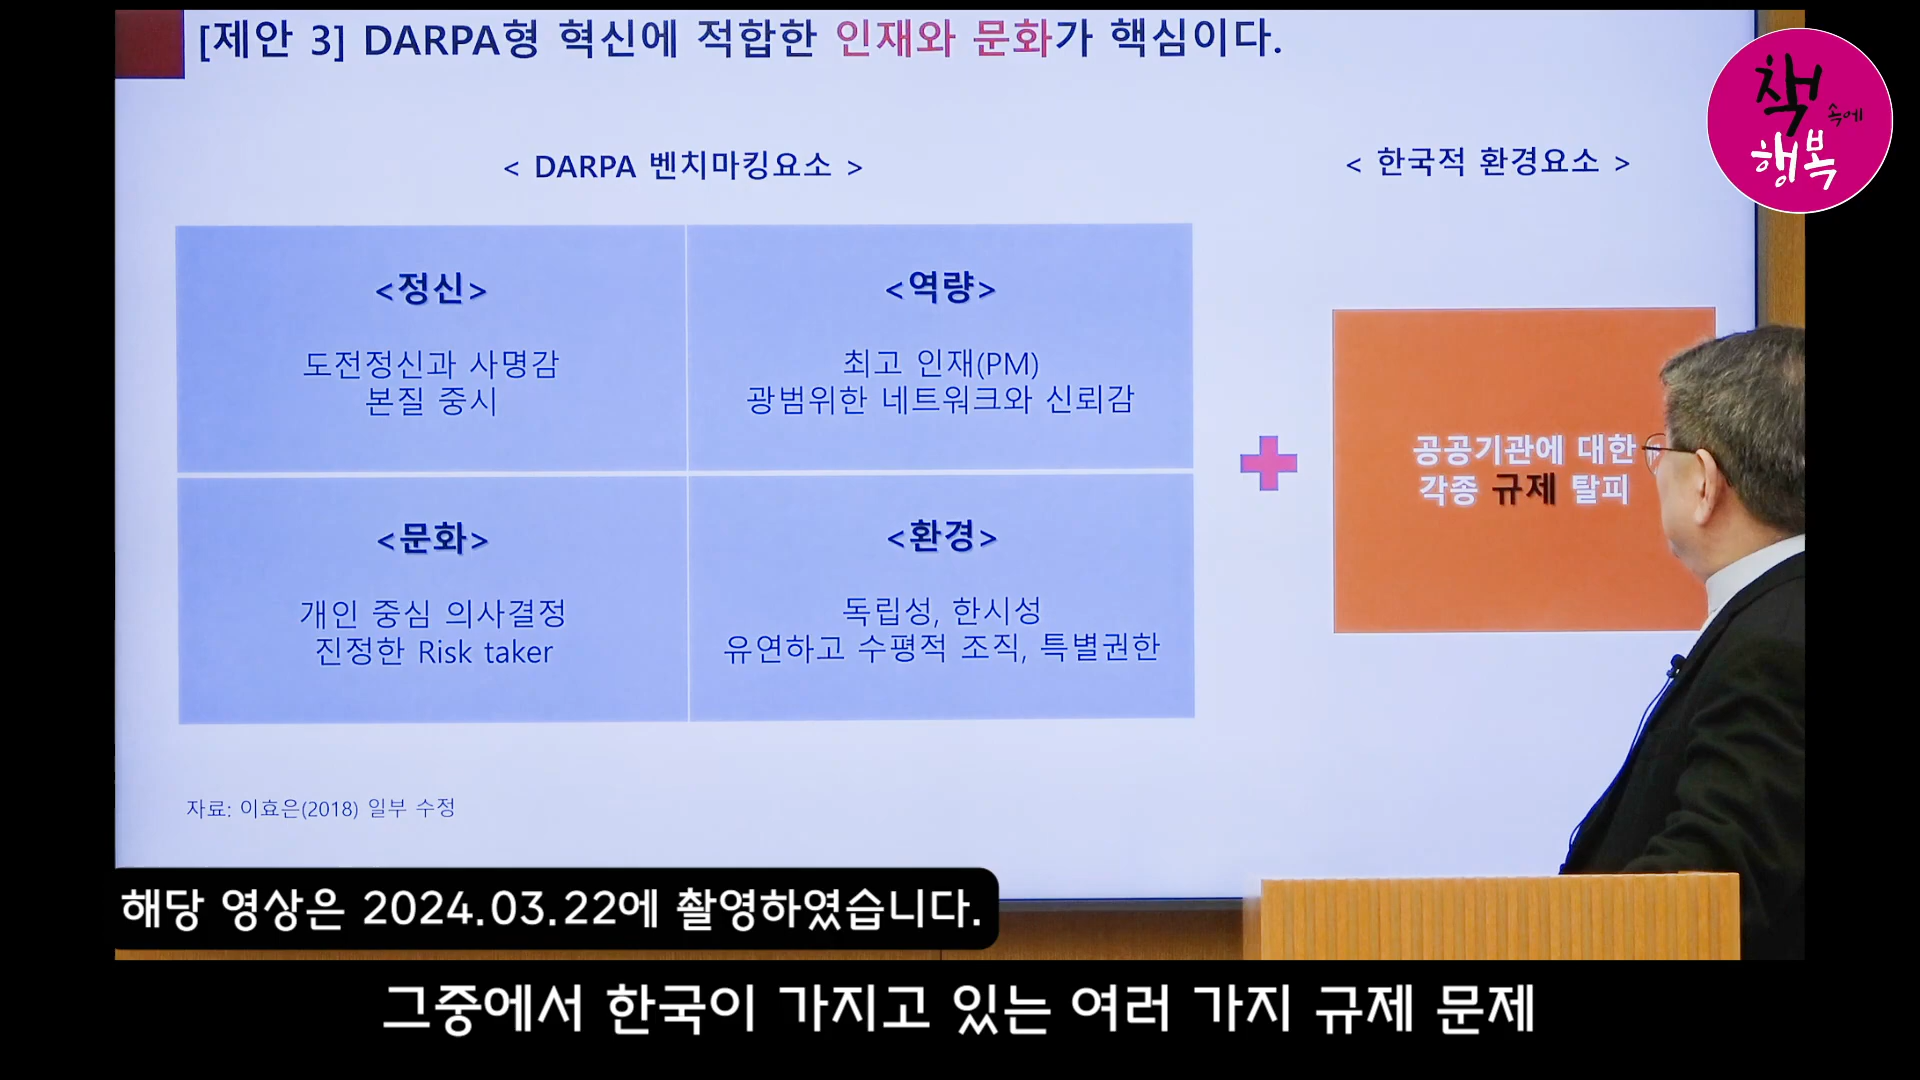 [제안 3] DARPA형 혁신에 적합한 인재와 문화가 핵심이다.
책
속에
행복
< DARPA 벤치마킹요소 >
< 한국적 환경요소 >
<정신>
도전정신과 사명감
본질 중시
<역량>
최고 인재(PM)
광범위한 네트워크와 신뢰감
<문화>
개인 중심 의사결정
진정한 Risk taker
<환경>
독립성, 한시성
유연하고 수평적 조직, 특별권한
공공기관에 대한
각종 규제 탈피
자료: 이효은(2018) 일부 수정
해당 영상은 2024.03.22에 촬영하였습니다.
그중에서 한국이 가지고 있는 여러 가지 규제 문제